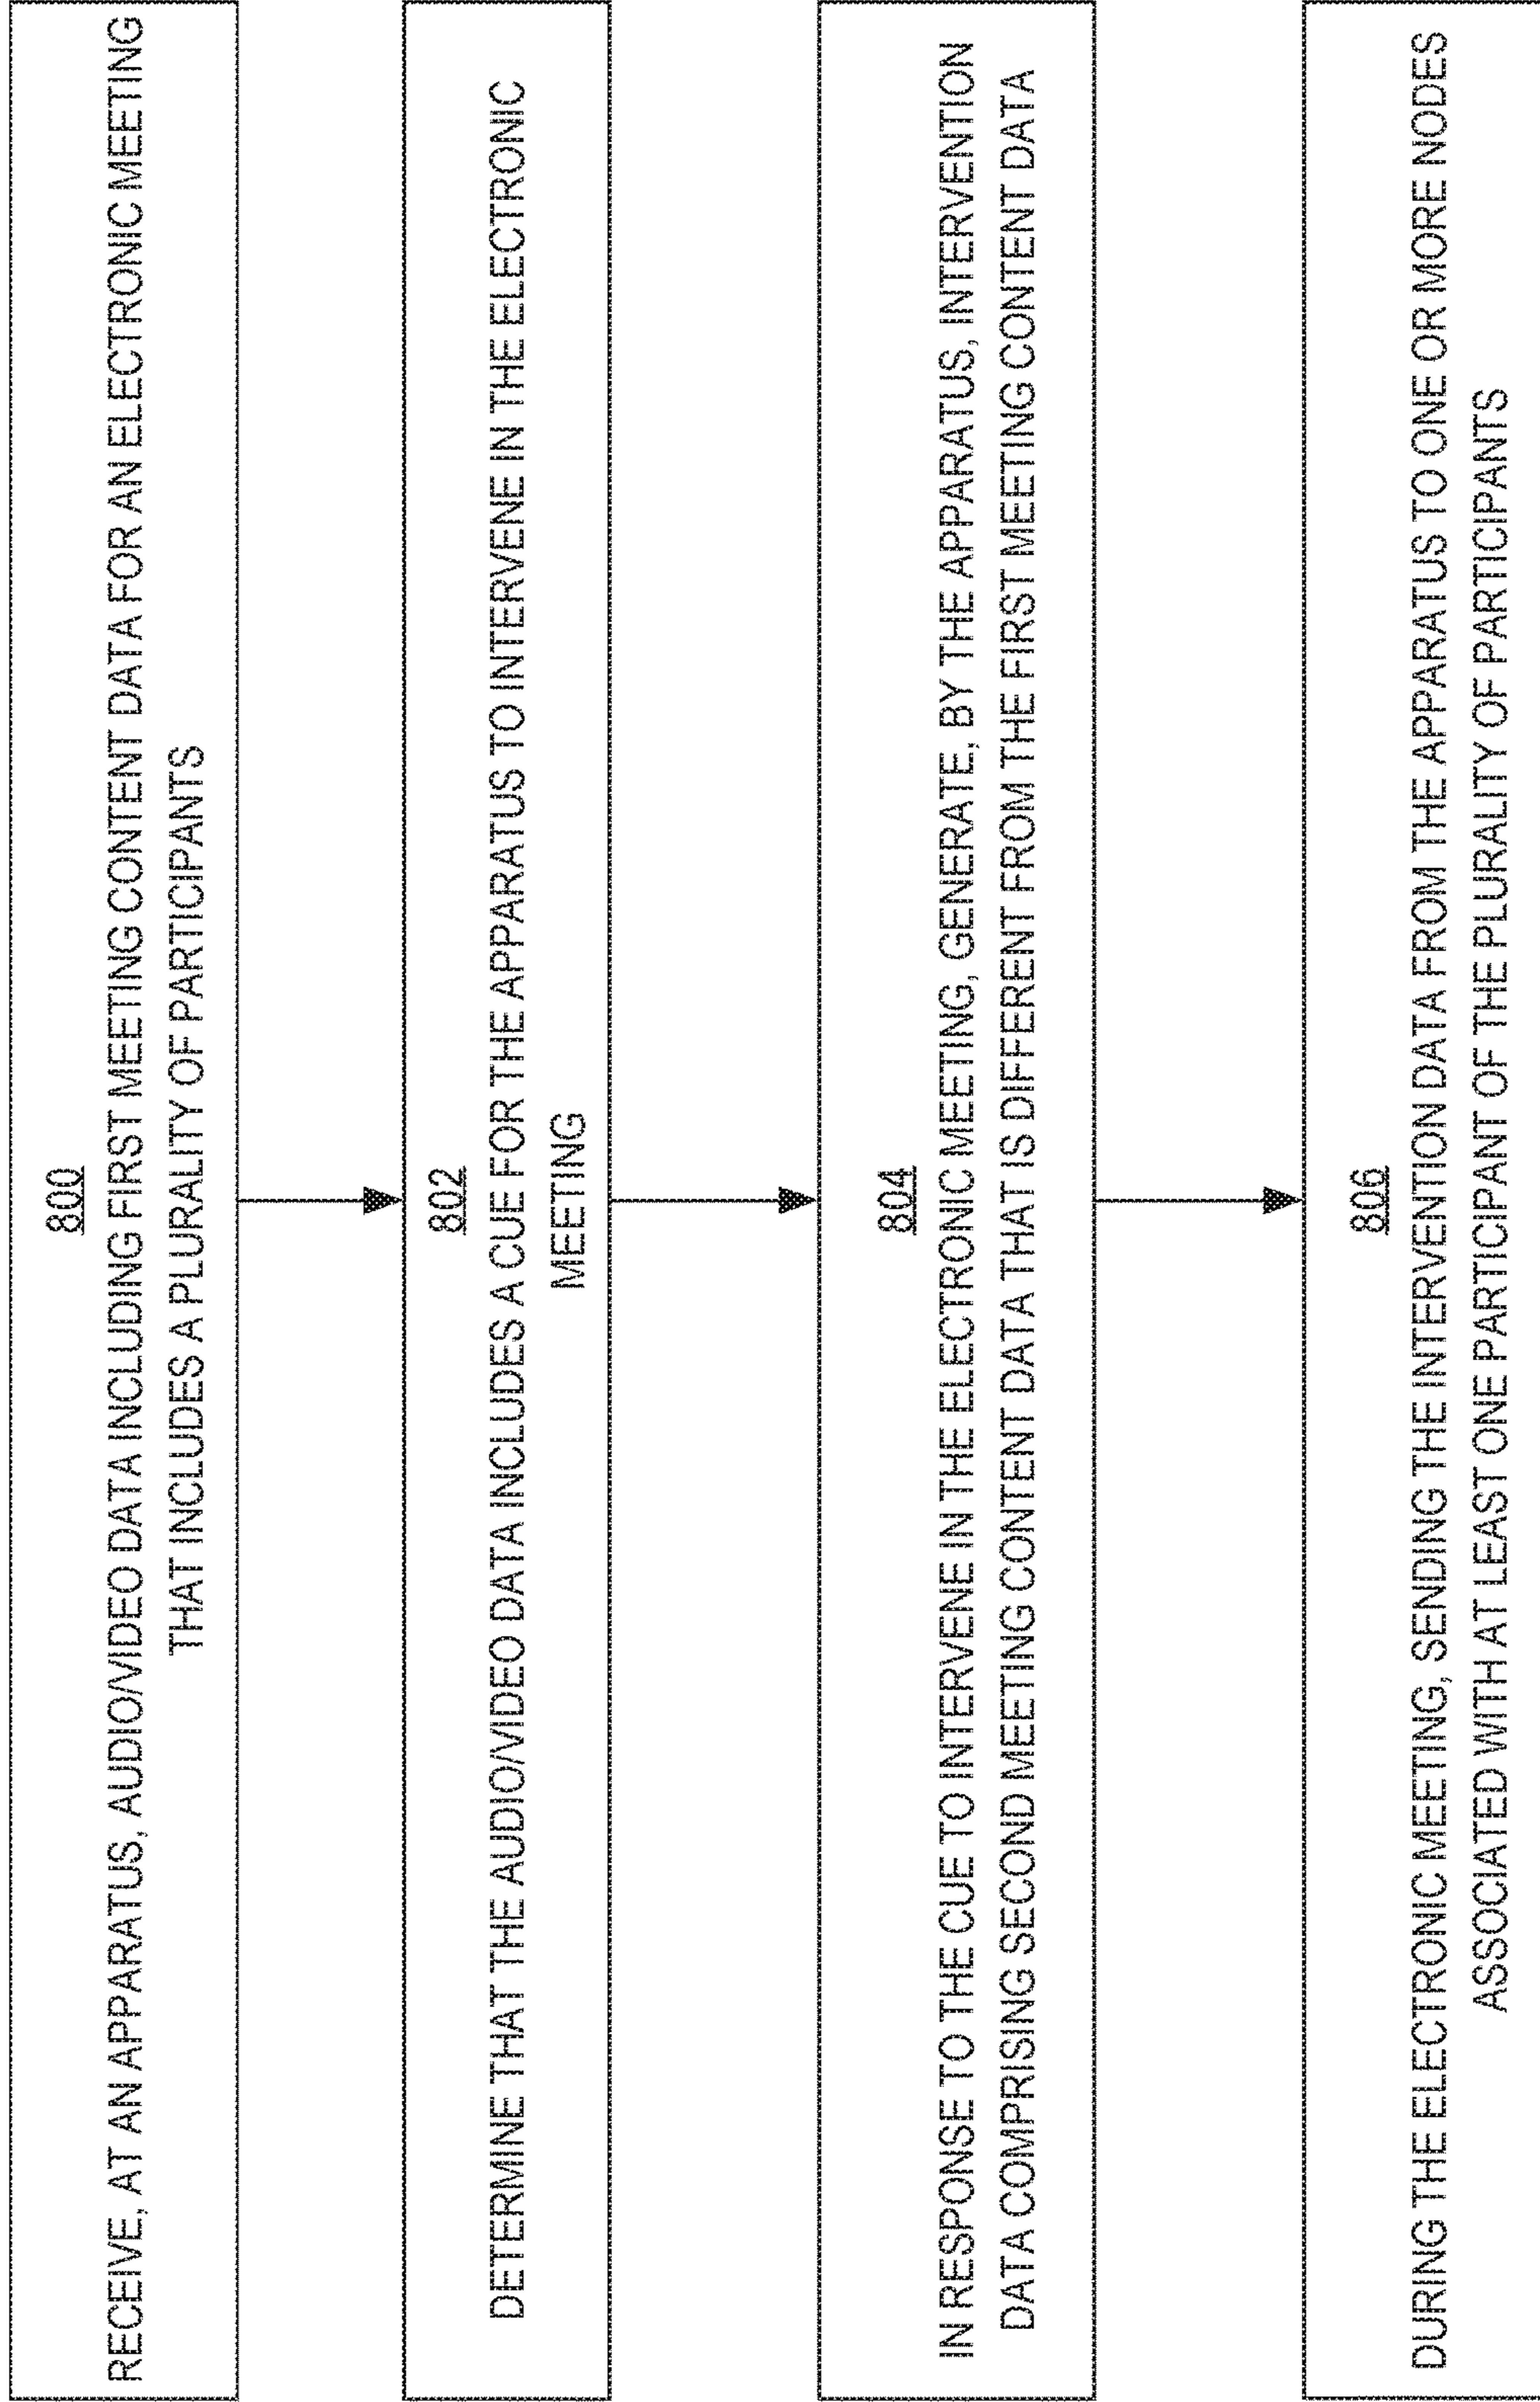 800
RECEIVE, AT AN APPARATUS, AUDIO/VIDEO DATA INCLUDING FIRST MEETING CONTENT DATA FOR AN ELECTRONIC MEETING
THAT INCLUDES A PLURALITY OF PARTICIPANTS
802
DETERMINE THAT THE AUDIO/VIDEO DATA INCLUDES A CUE FOR THE APPARATUS TO INTERVENE IN THE ELECTRONIC
MEETING
804
IN RESPONSE TO THE CUE TO INTERVENE IN THE ELECTRONIC MEETING, GENERATE, BY THE APPARATUS, INTERVENTION
DATA COMPRISING SECOND MEETING CONTENT DATA THAT IS DIFFERENT FROM THE FIRST MEETING CONTENT DATA
806
DURING THE ELECTRONIC MEETING, SENDING THE INTERVENTION DATA FROM THE APPARATUS TO ONE OR MORE NODES
ASSOCIATED WITH AT LEAST ONE PARTICIPANT OF THE PLURALITY OF PARTICIPANTS